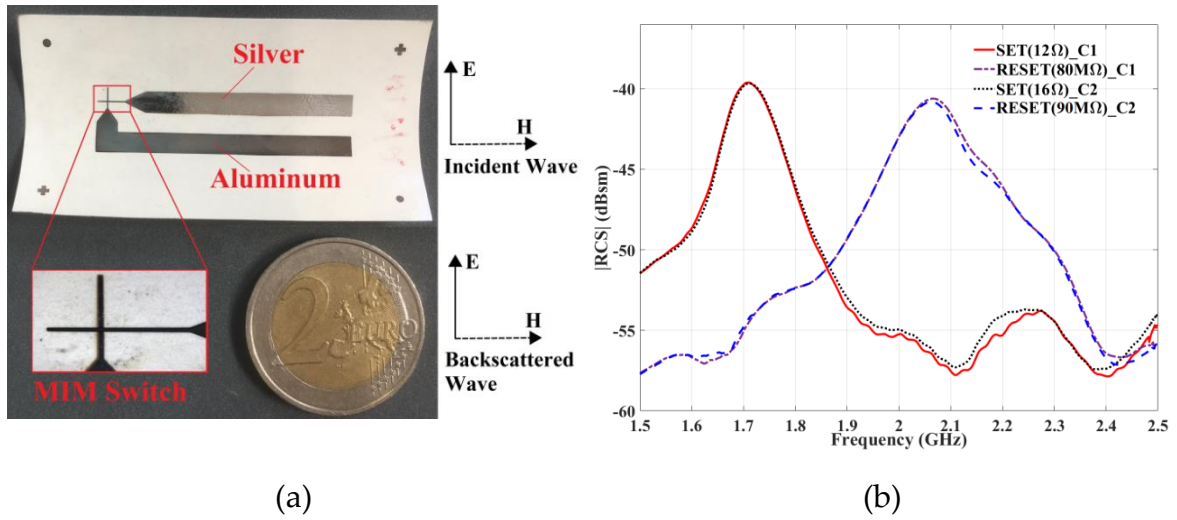 Silver
Aluminum
MIM Switch
2
EURO
E
H
Incident Wave
E
H
Backscattered
Wave
(a)
SET(12Ω)_C1
RESET(80MΩ)_C1
SET(16Ω)_C2
RESET(90MΩ)_C2
|RCS| (dBsm)
-40
-45
-50
-55
-60
1.5 1.6 1.7 1.8 1.9 2 2.1 2.2 2.3 2.4 2.5
Frequency (GHz)
(b)